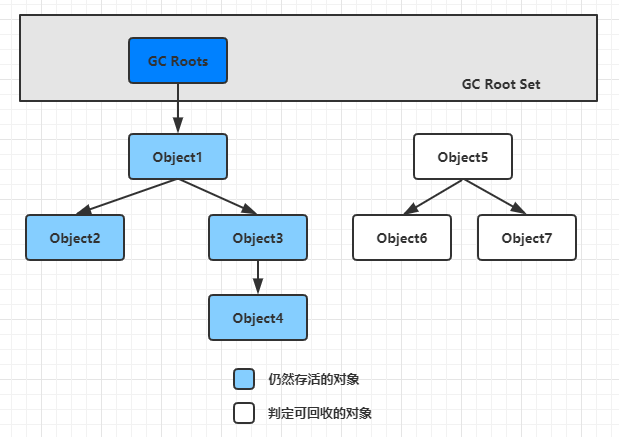 GC Roots
GC Root Set
Object1
Object5
Object2
Object3
Object6
Object7
Object4
仍然存活的对象
判定可回收的对象